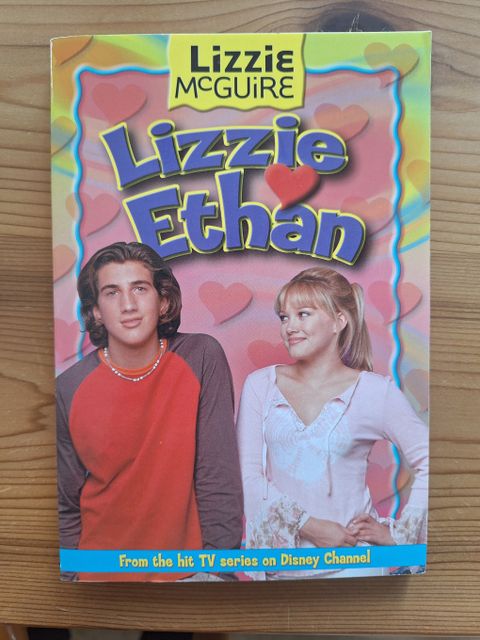 Lizzie
McGUiRE
Lizzie
Ethan
From the hit TV series on Disney Channel